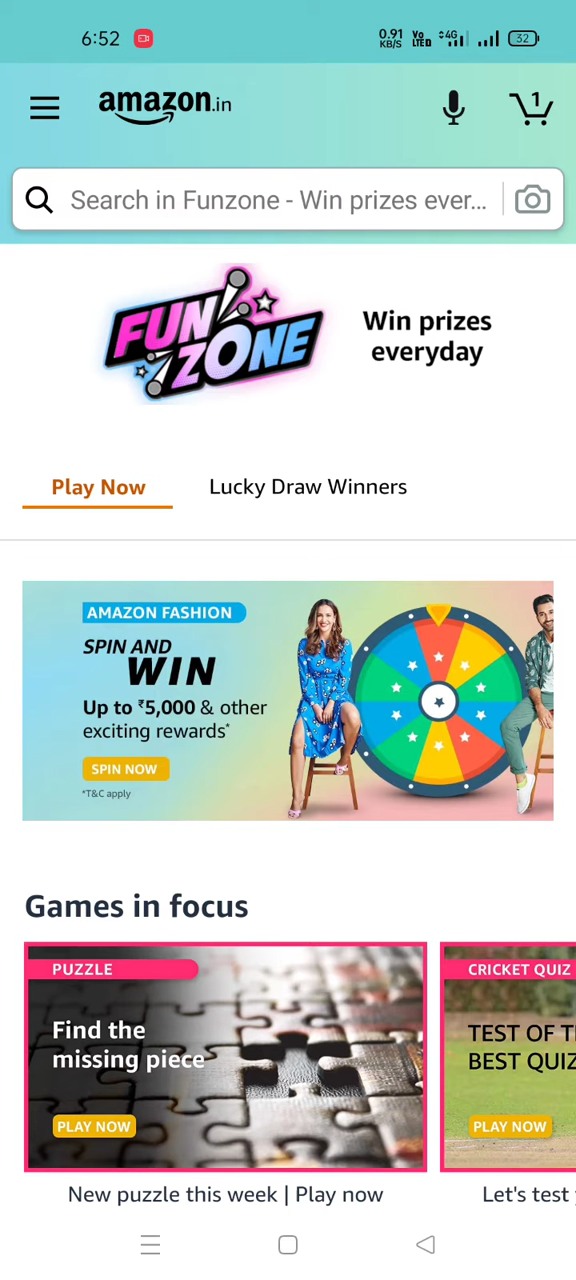 6:52
0.91 KB/S Vo LTED 4G 32
amazon.in
1
Search in Funzone - Win prizes ever...
FUN
ZONE
Win prizes
everyday
Play Now
Lucky Draw Winners
AMAZON FASHION
SPIN AND
WIN
Up to ₹5,000 & other
exciting rewards*
SPIN NOW
*T&C apply
Games in focus
PUZZLE
Find the
missing piece
PLAY NOW
New puzzle this week | Play now
CRICKET QUIZ
TEST OF
BEST QUIZ
PLAY NOW
Let's test